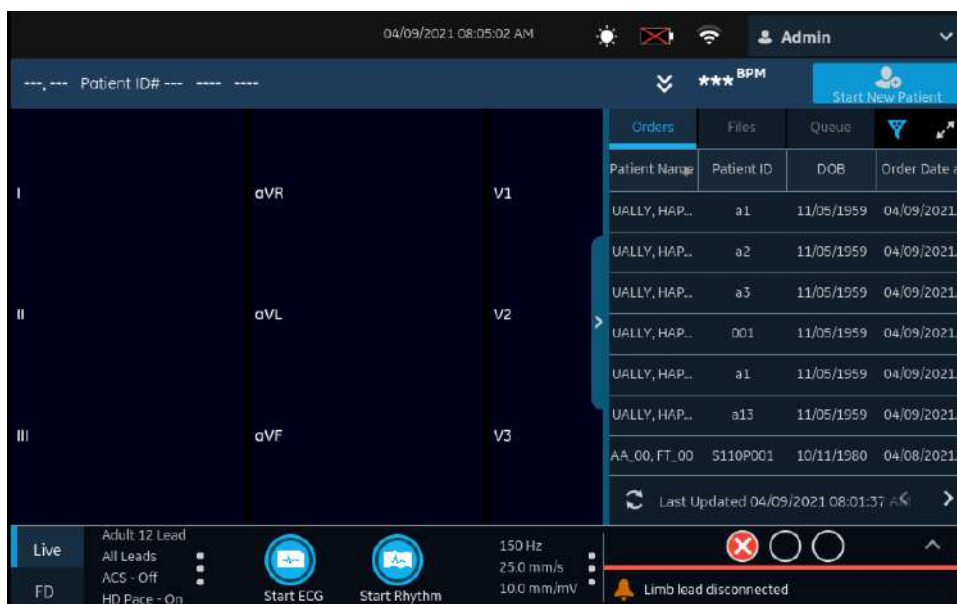 04/09/2021 08:05:02 AM Admin
---, --- Patient ID# --- ---- ---- *** BPM Start New Patient
Orders Files Queue
Patient Name Patient ID DOB Order Date a
I aVR V1
UALLY, HAP... a1 11/05/1959 04/09/2021.
UALLY, HAP... a2 11/05/1959 04/09/2021.
UALLY, HAP... a3 11/05/1959 04/09/2021.
II aVL V2
UALLY, HAP... 001 11/05/1959 04/09/2021.
UALLY, HAP... a1 11/05/1959 04/09/2021.
UALLY, HAP... a13 11/05/1959 04/09/2021.
III aVF V3
AA_00, FT_00 S110P001 10/11/1980 04/08/2021.
Last Updated 04/09/2021 08:01:37 AM
Live
FD
Adult 12 Lead
All Leads
ACS - Off
HD Pace - On
Start ECG
Start Rhythm
150 Hz
25.0 mm/s
10.0 mm/mV
Limb lead disconnected